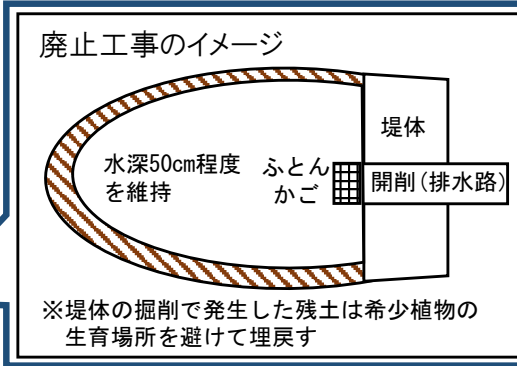 廃止工事のイメージ
堤体
水深50cm程度
を維持
ふとん
かご
開削(排水路)
※堤体の掘削で発生した残土は希少植物の
生育場所を避けて埋戻す